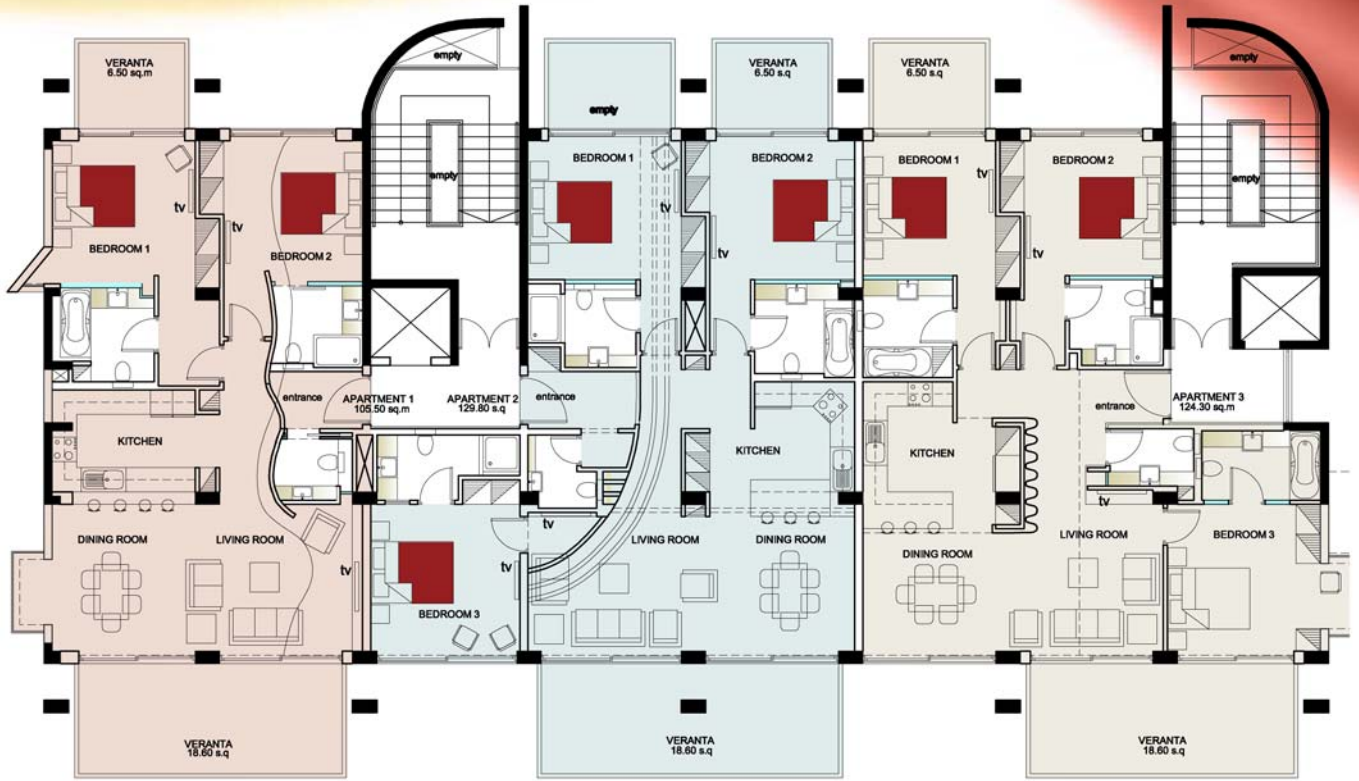 VERANTA
6.50 sq.m
empty
empty
VERANTA
6.50 s.q
VERANTA
6.50 s.q
empty
BEDROOM 1
tv
tv
BEDROOM 2
empty
BEDROOM 1
tv
BEDROOM 2
tv
BEDROOM 1
tv
BEDROOM 2
tv
empty
entrance
APARTMENT 1
105.50 sq.m
APARTMENT 2
129.80 s.q
entrance
entrance
APARTMENT 3
124.30 sq.m
KITCHEN
KITCHEN
KITCHEN
DINING ROOM
LIVING ROOM
tv
BEDROOM 3
tv
tv
LIVING ROOM
DINING ROOM
DINING ROOM
LIVING ROOM
tv
BEDROOM 3
VERANTA
18.60 s.q
VERANTA
18.60 s.q
VERANTA
18.60 s.q